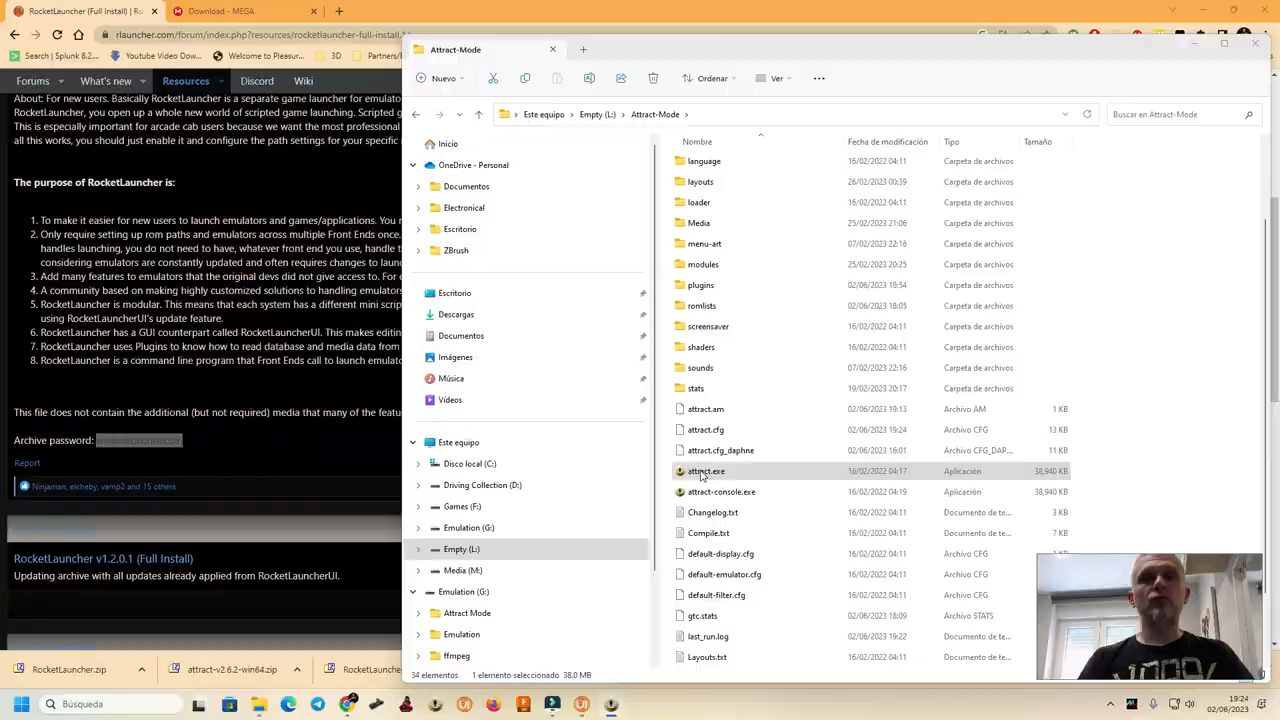 RocketLauncher (Full Install) | R
Download - MEGA
rlauncher.com/forum/index.php?resources/rocketlauncher-full-install.
Search | Superfut...
Youtube Video Dow...
Welcome to Pleasur...
3D
Forums
What's new
Resources
Discord
Wiki
About: For new users. Basically RocketLauncher is a separate game launcher for emulato
RocketLauncher, you open up a whole new world of scripted game launching. Scripted g
This is especially important for arcade cab users because we want the most professional
all this works, you should just enjoy it and configure the path settings for your specific
The purpose of RocketLauncher is:
1. To make it easier for new users to launch emulators and games/applications. You n
2. Only require setting up rom paths and emulators across multiple Front Ends once.
handles launching, you do not need to have, whatever front end you use, handle
considering emulators are constantly updated and often requires changes to launc
3. Add many features to emulators that the original devs did not give access to. For e
4. A community based on making highly customized solutions to handling emulators
5. RocketLauncher is modular. This means that each system has a different mini scrip
using RocketLauncherUI's update feature.
6. RocketLauncher has a GUI counterpart called RocketLauncherUI. This makes editin
7. RocketLauncher uses Plugins to know how to read database and media data from
8. RocketLauncher is a command line program that Front Ends call to launch emulat
This file does not contain the additional (but not required) media that many of the featur
Archive password:
Report
Ninjaman, elcheby, vamp2 and 15 others
RocketLauncher v1.2.0.1 (Full Install)
Updating archive with all updates already applied from RocketLauncherUI.
RocketLauncher.zip
attract-v2.6.2-win64.zip
RocketLaunche
Attract-Mode
Nuevo
Ordenar
Ver
Este equipo
Empty (L:)
Attract-Mode
Buscar en Attract-Mode
Inicio
OneDrive - Personal
Documentos
Electronical
Escritorio
ZBrush
Escritorio
Descargas
Documentos
Imágenes
Música
Vídeos
Este equipo
Disco local (C:)
Driving Collection (D:)
Games (F:)
Emulation (G:)
Empty (L:)
Media (M:)
Emulation (G:)
Attract Mode
Emulation
ffmpeg
Nombre Fecha de modificación Tipo Tamaño
language 16/02/2022 04:11 Carpeta de archivos
layouts 26/02/2023 00:39 Carpeta de archivos
loader 16/02/2022 04:11 Carpeta de archivos
Media 25/02/2023 21:06 Carpeta de archivos
menu-art 07/02/2023 22:16 Carpeta de archivos
modules 25/02/2023 20:25 Carpeta de archivos
plugins 02/06/2023 18:54 Carpeta de archivos
romlists 02/06/2023 18:05 Carpeta de archivos
screensaver 16/02/2022 04:11 Carpeta de archivos
shaders 16/02/2022 04:11 Carpeta de archivos
sounds 07/02/2023 22:16 Carpeta de archivos
stats 19/02/2023 20:17 Carpeta de archivos
attract.am 02/06/2023 19:13 Archivo AM 1 KB
attract.cfg 02/06/2023 19:24 Archivo CFG 13 KB
attract.cfg_daphne 02/06/2023 16:01 Archivo CFG_DAP... 11 KB
attract.exe 16/02/2022 04:17 Aplicación 38,940 KB
attract-console.exe 16/02/2022 04:19 Aplicación 38,940 KB
Changelog.txt 16/02/2022 04:11 Documento de te... 3 KB
Compile.txt 16/02/2022 04:11 Documento de te... 7 KB
default-display.cfg 16/02/2022 04:11 Archivo CFG 1 KB
default-emulator.cfg 16/02/2022 04:11 Archivo CFG
default-filter.cfg 16/02/2022 04:11 Archivo CFG
gtc.stats 02/06/2023 18:09 Archivo STATS
last_run.log 02/06/2023 19:22 Documento de te...
Layouts.txt 16/02/2022 04:11 Documento de te...
34 elementos
1 elemento seleccionado 38.0 MB
Búsqueda
19:24
02/06/2023